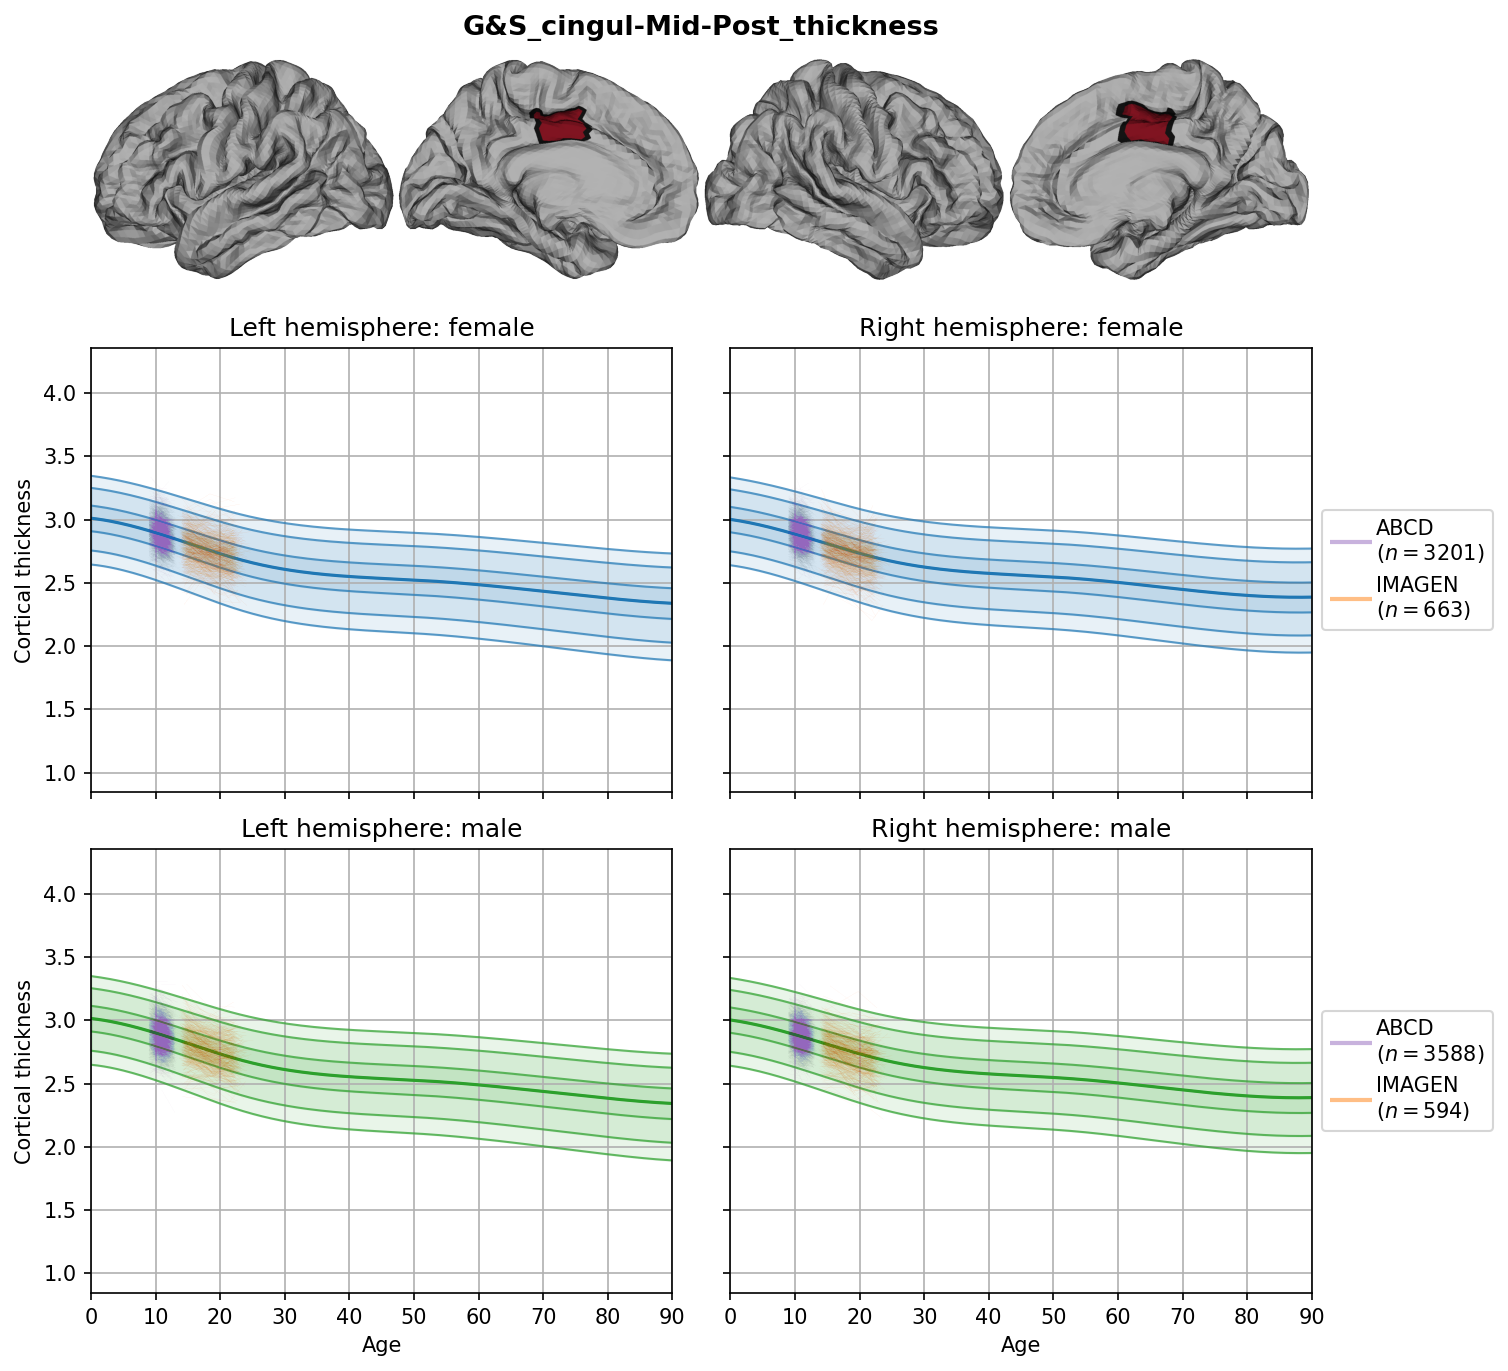 G&S_cingul-Mid-Post_thickness
Left hemisphere: female
Right hemisphere: female
4.0
3.5
3.0
2.5
2.0
1.5
1.0
Cortical thickness
ABCD
(n = 3201)
IMAGEN
(n = 663)
Left hemisphere: male
Right hemisphere: male
4.0
3.5
3.0
2.5
2.0
1.5
1.0
Cortical thickness
ABCD
(n = 3588)
IMAGEN
(n = 594)
0 10 20 30 40 50 60 70 80 90
0 10 20 30 40 50 60 70 80 90
Age
Age